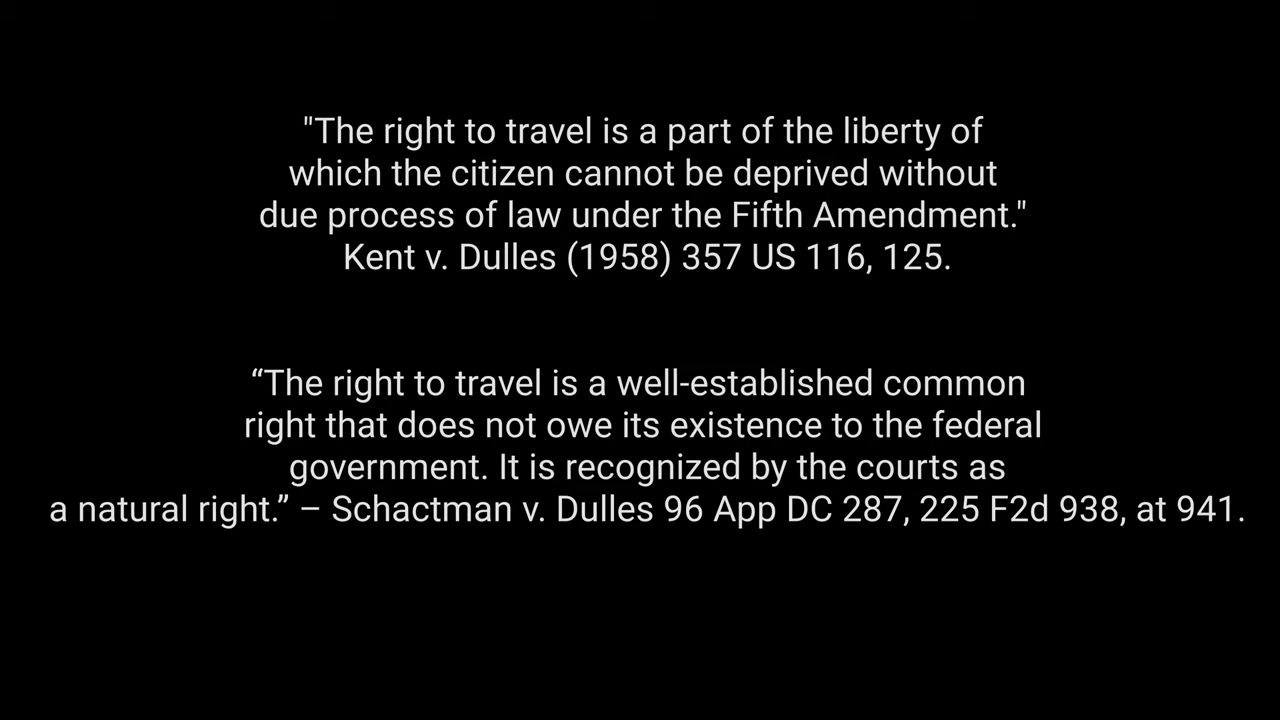 "The right to travel is a part of the liberty of
which the citizen cannot be deprived without
due process of law under the Fifth Amendment."
Kent v. Dulles (1958) 357 US 116, 125.
“The right to travel is a well-established common
right that does not owe its existence to the federal
government. It is recognized by the courts as
a natural right.” – Schactman v. Dulles 96 App DC 287, 225 F2d 938, at 941.